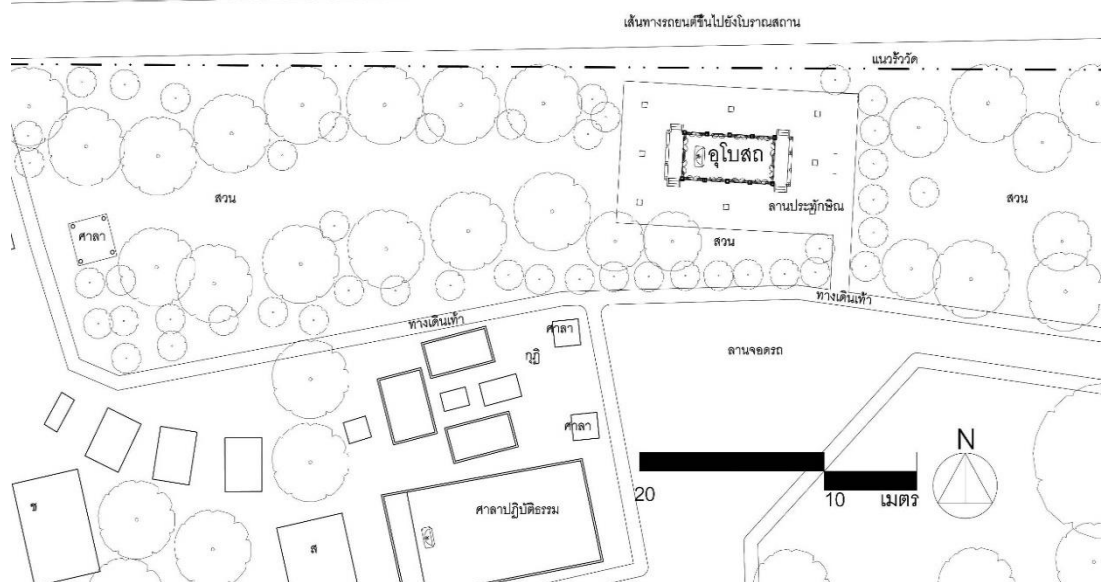 เส้นทางรถยนต์ขึ้นไปยังโบราณสถาน
แนวรั้ววัด
อุโบสถ
สวน
สวน
ลานประทักษิณ
ศาลา
สวน
ทางเดินเท้า
ทางเดินเท้า
ศาลา
กุฏิ
ลานจอดรถ
ศาลา
N
20
10
เมตร
ศาลาปฏิบัติธรรม
ช
ส